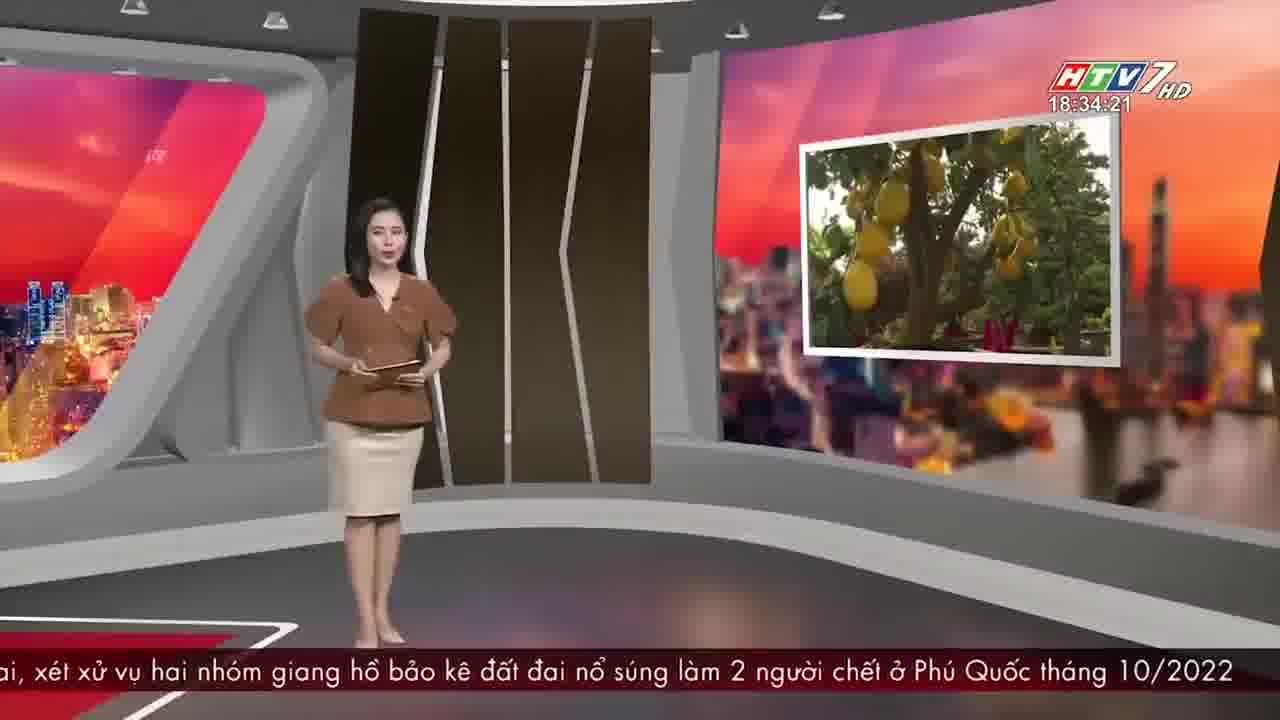 HTV7 HD
18:34:21
ai, xét xử vụ hai nhóm giang hồ bảo kê đất đai nổ súng làm 2 người chết ở Phú Quốc tháng 10/2022